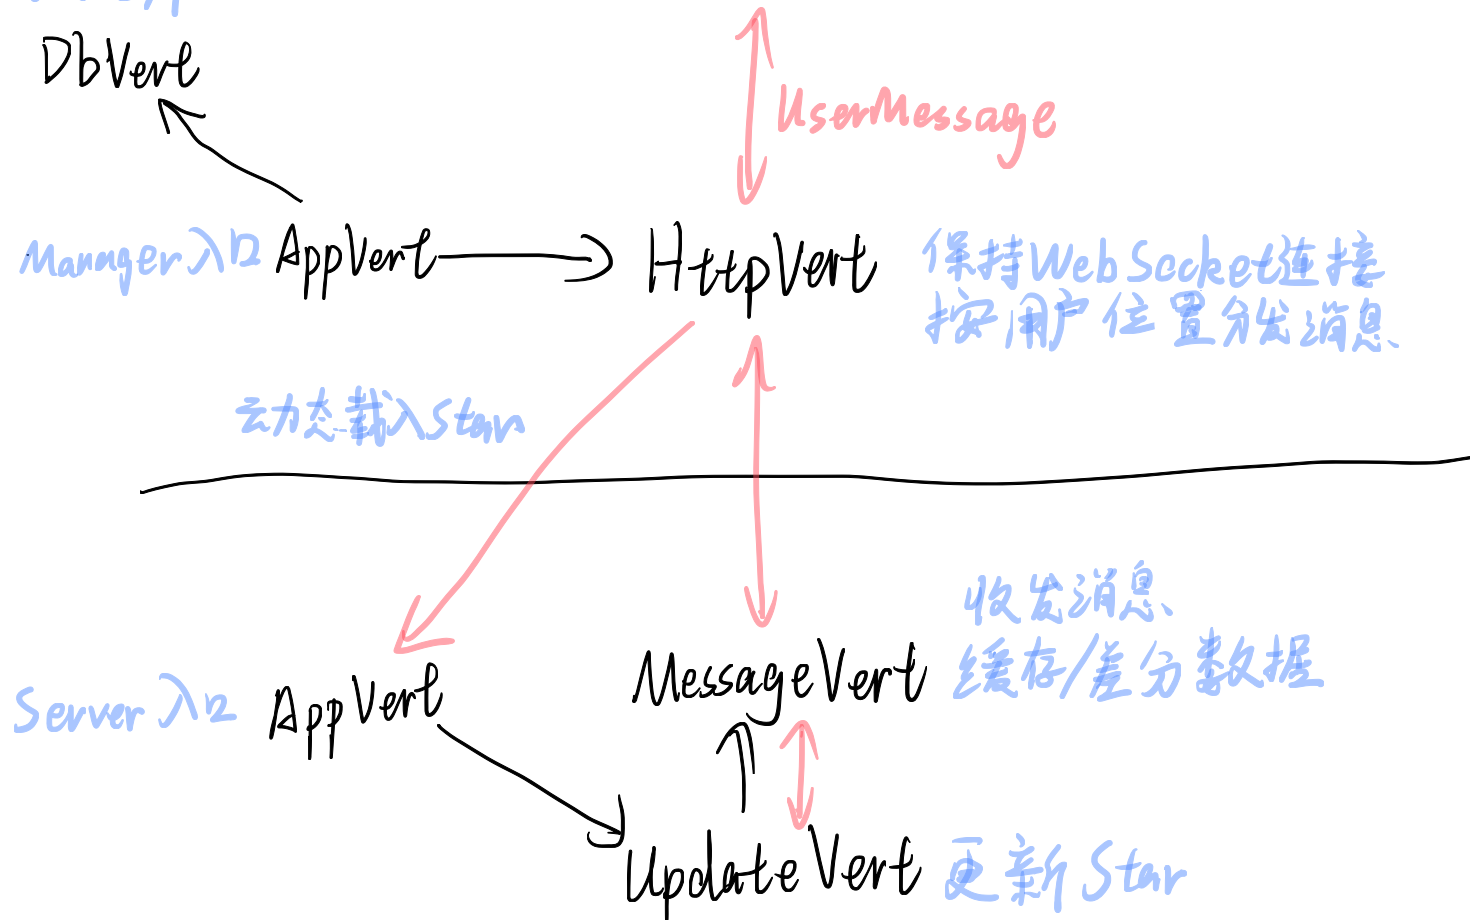 DbVert
UserMessage
Manager入口 AppVert HttpVert 保持WebSocket连接
按用户位置分发消息
动态载入Star
收发消息
MessageVert 缓存/差分数据
Server入口 AppVert
UpdateVert 更新Star